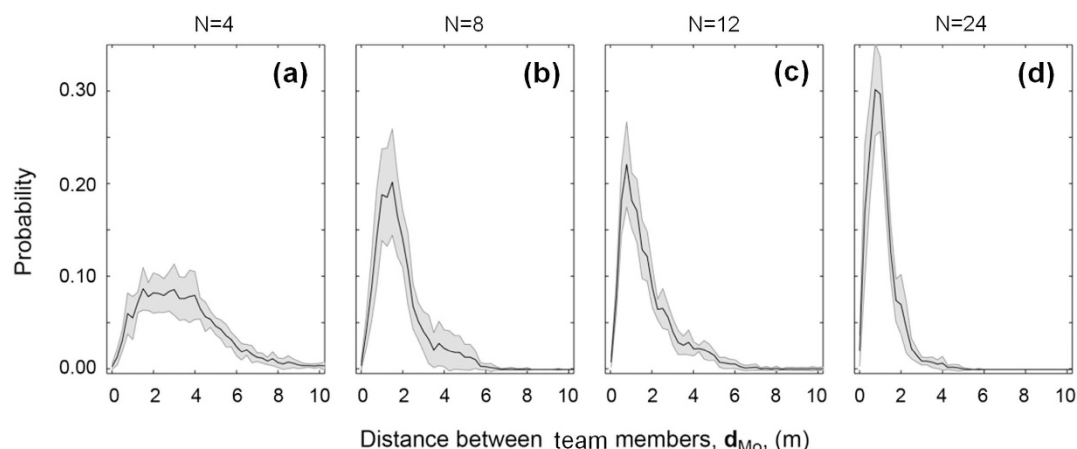 N=4 N=8 N=12 N=24
(a) (b) (c) (d)
0.30
0.20
0.10
0.00
Probability
0 2 4 6 8 10 0 2 4 6 8 10 0 2 4 6 8 10 0 2 4 6 8 10
Distance between team members, d_Mo, (m)